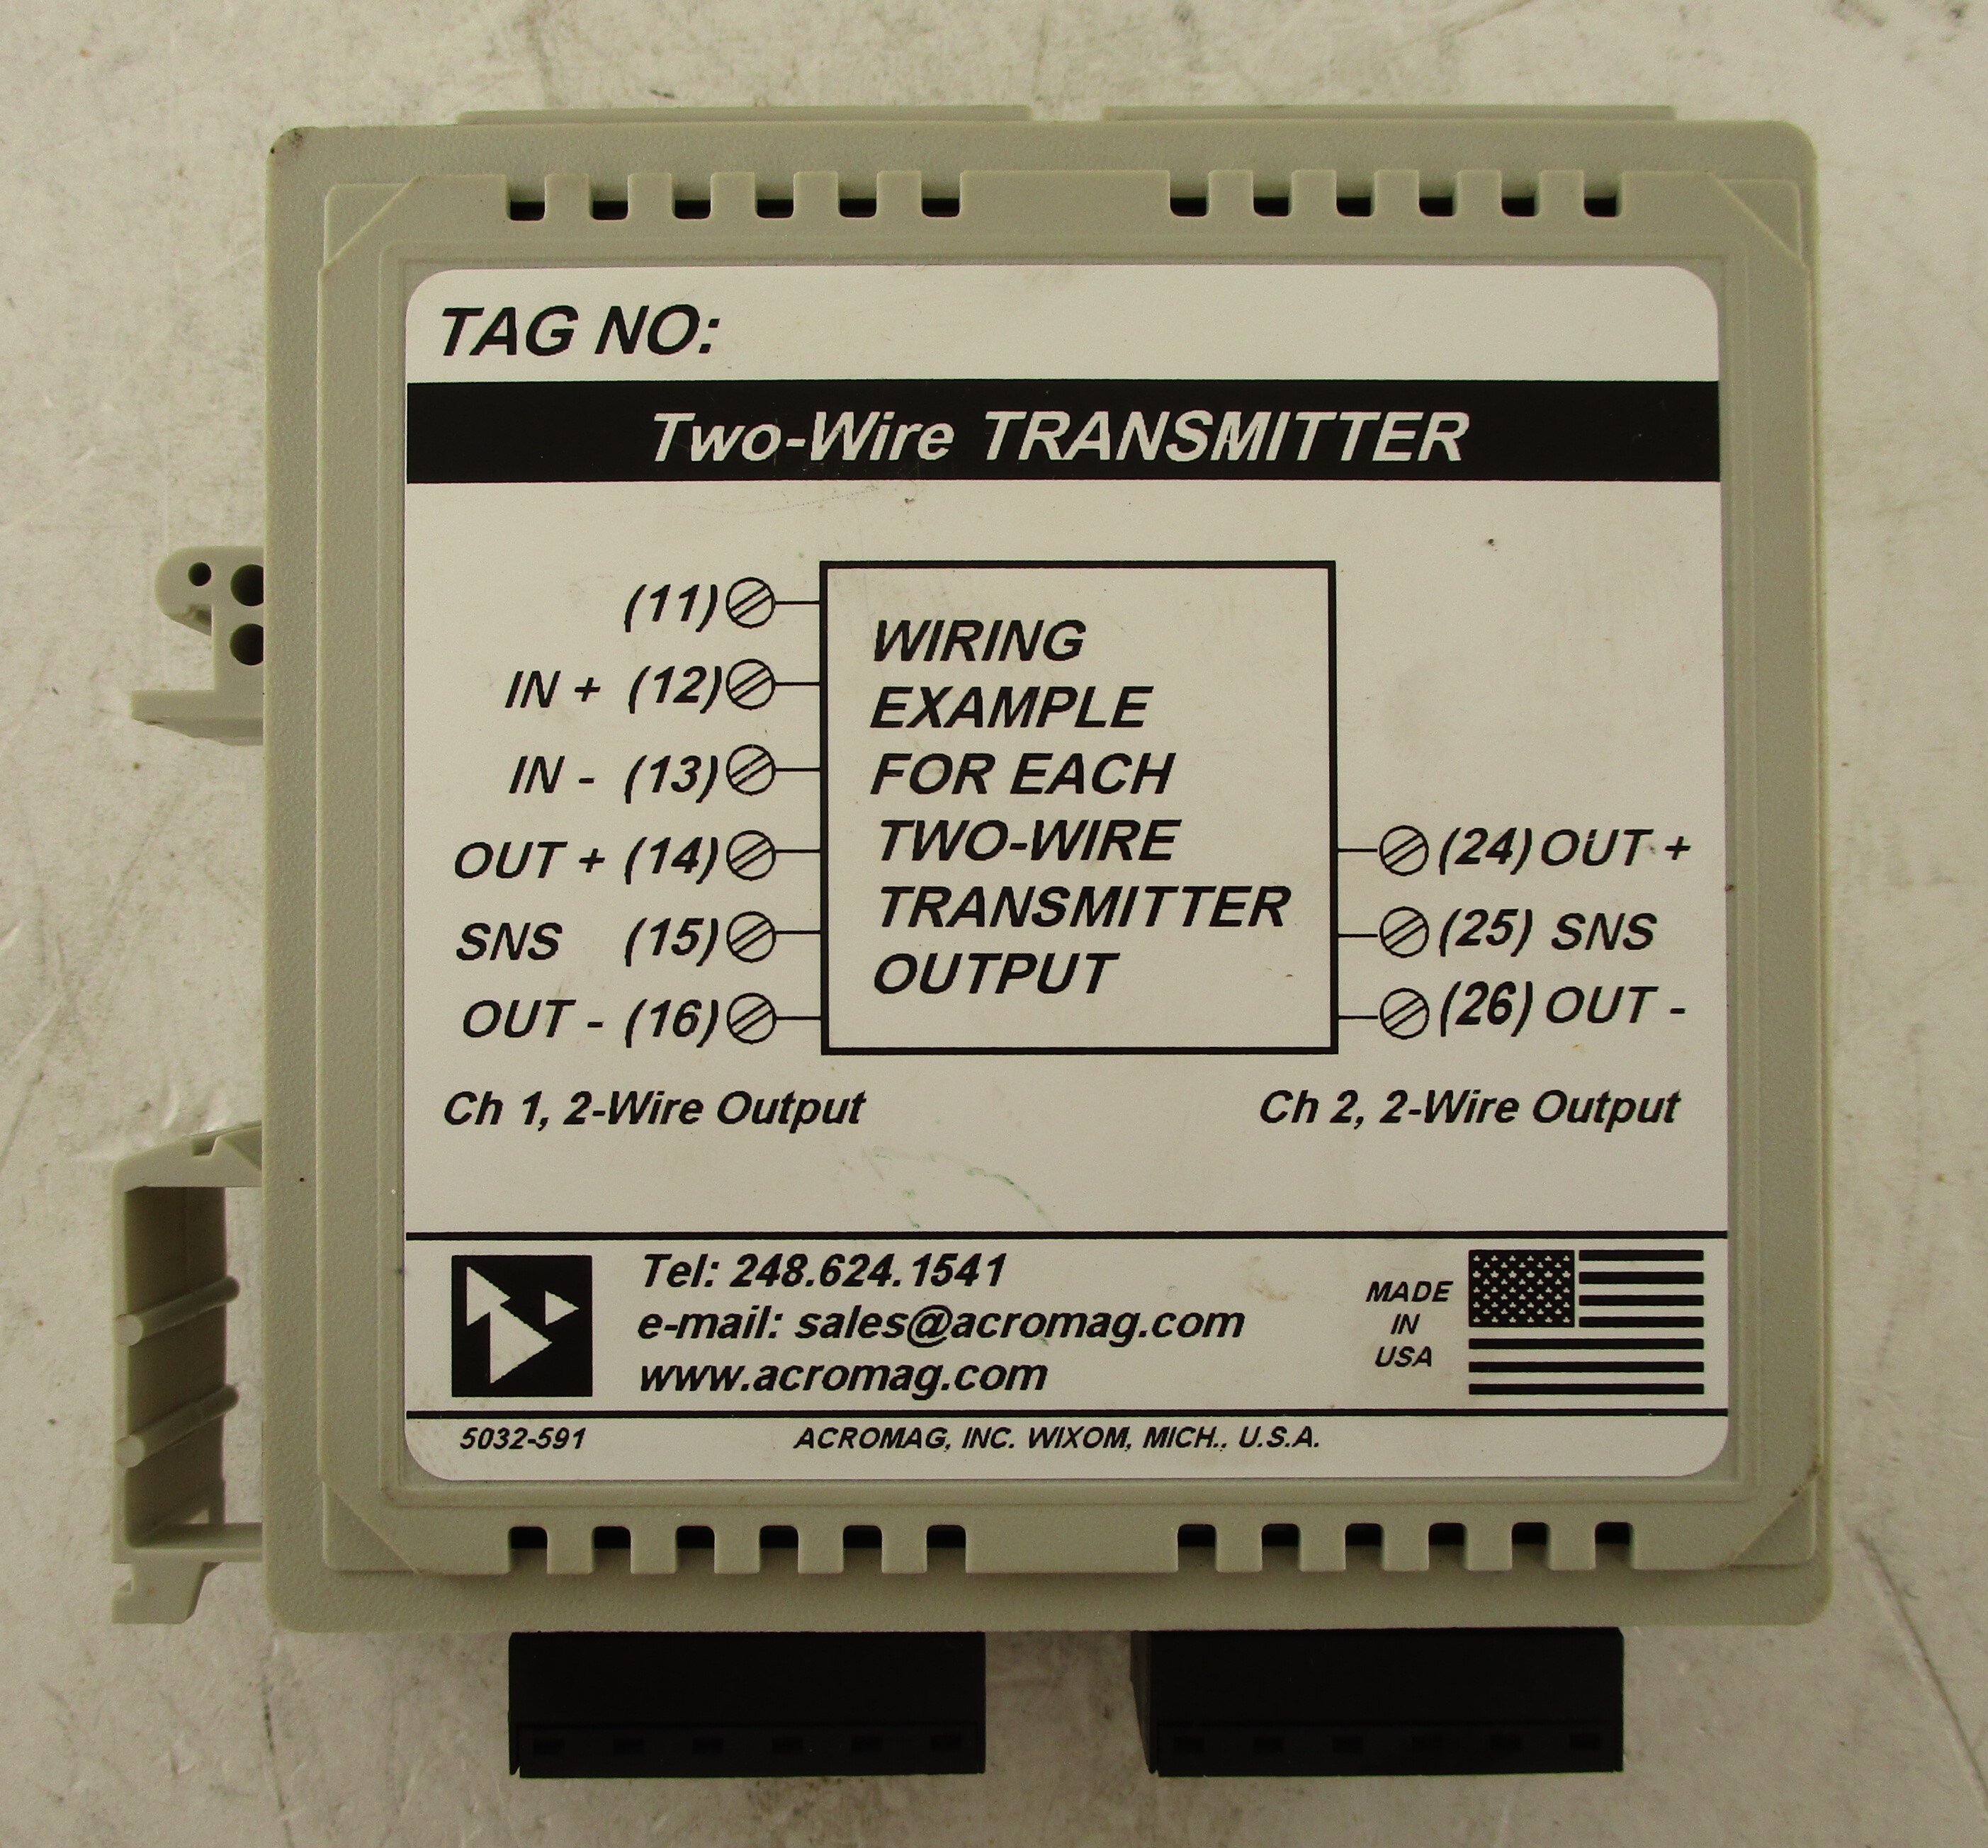 TAG NO:
Two-Wire TRANSMITTER
(11)
IN + (12)
IN - (13)
OUT + (14)
SNS (15)
OUT - (16)
WIRING
EXAMPLE
FOR EACH
TWO-WIRE
TRANSMITTER
OUTPUT
(24) OUT +
(25) SNS
(26) OUT -
Ch 1, 2-Wire Output
Ch 2, 2-Wire Output
Tel: 248.624.1541
e-mail: sales@acromag.com
www.acromag.com
MADE
IN
USA
5032-591
ACROMAG, INC. WIXOM, MICH., U.S.A.